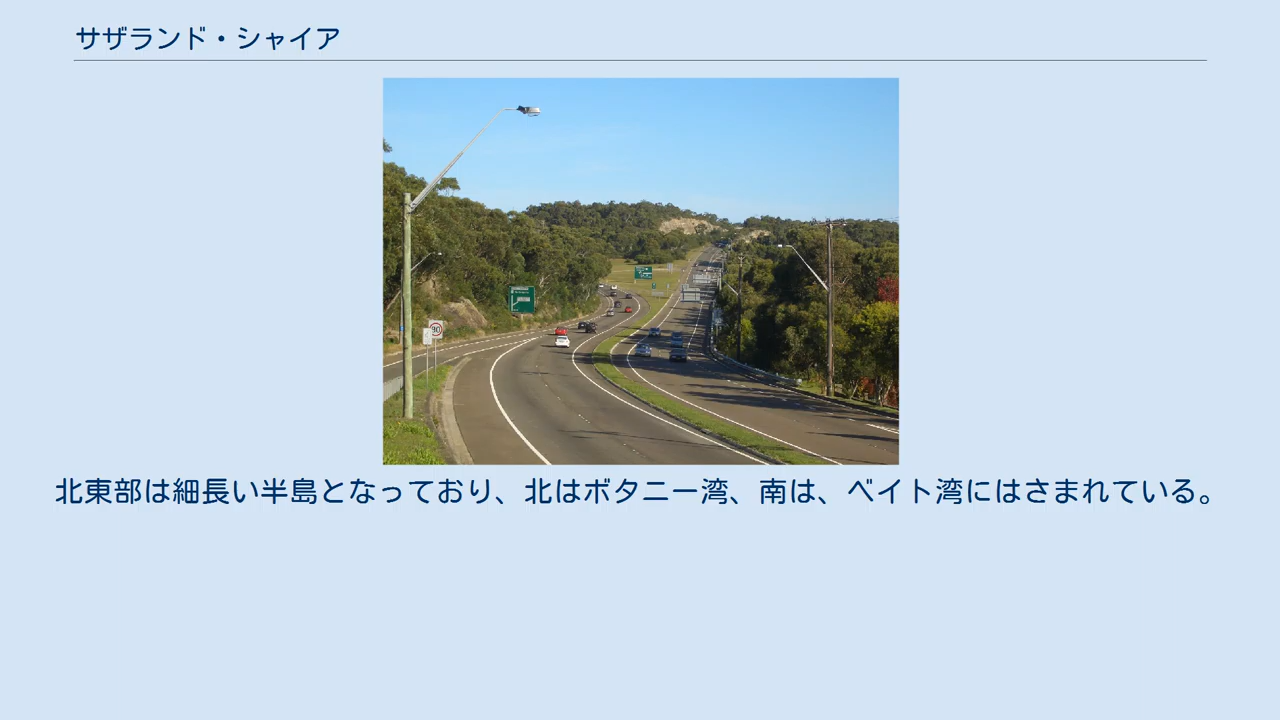 サザランド・シャイア
90
北東部は細長い半島となっており、北はボタニー湾、南は、ベイト湾にはさまれている。